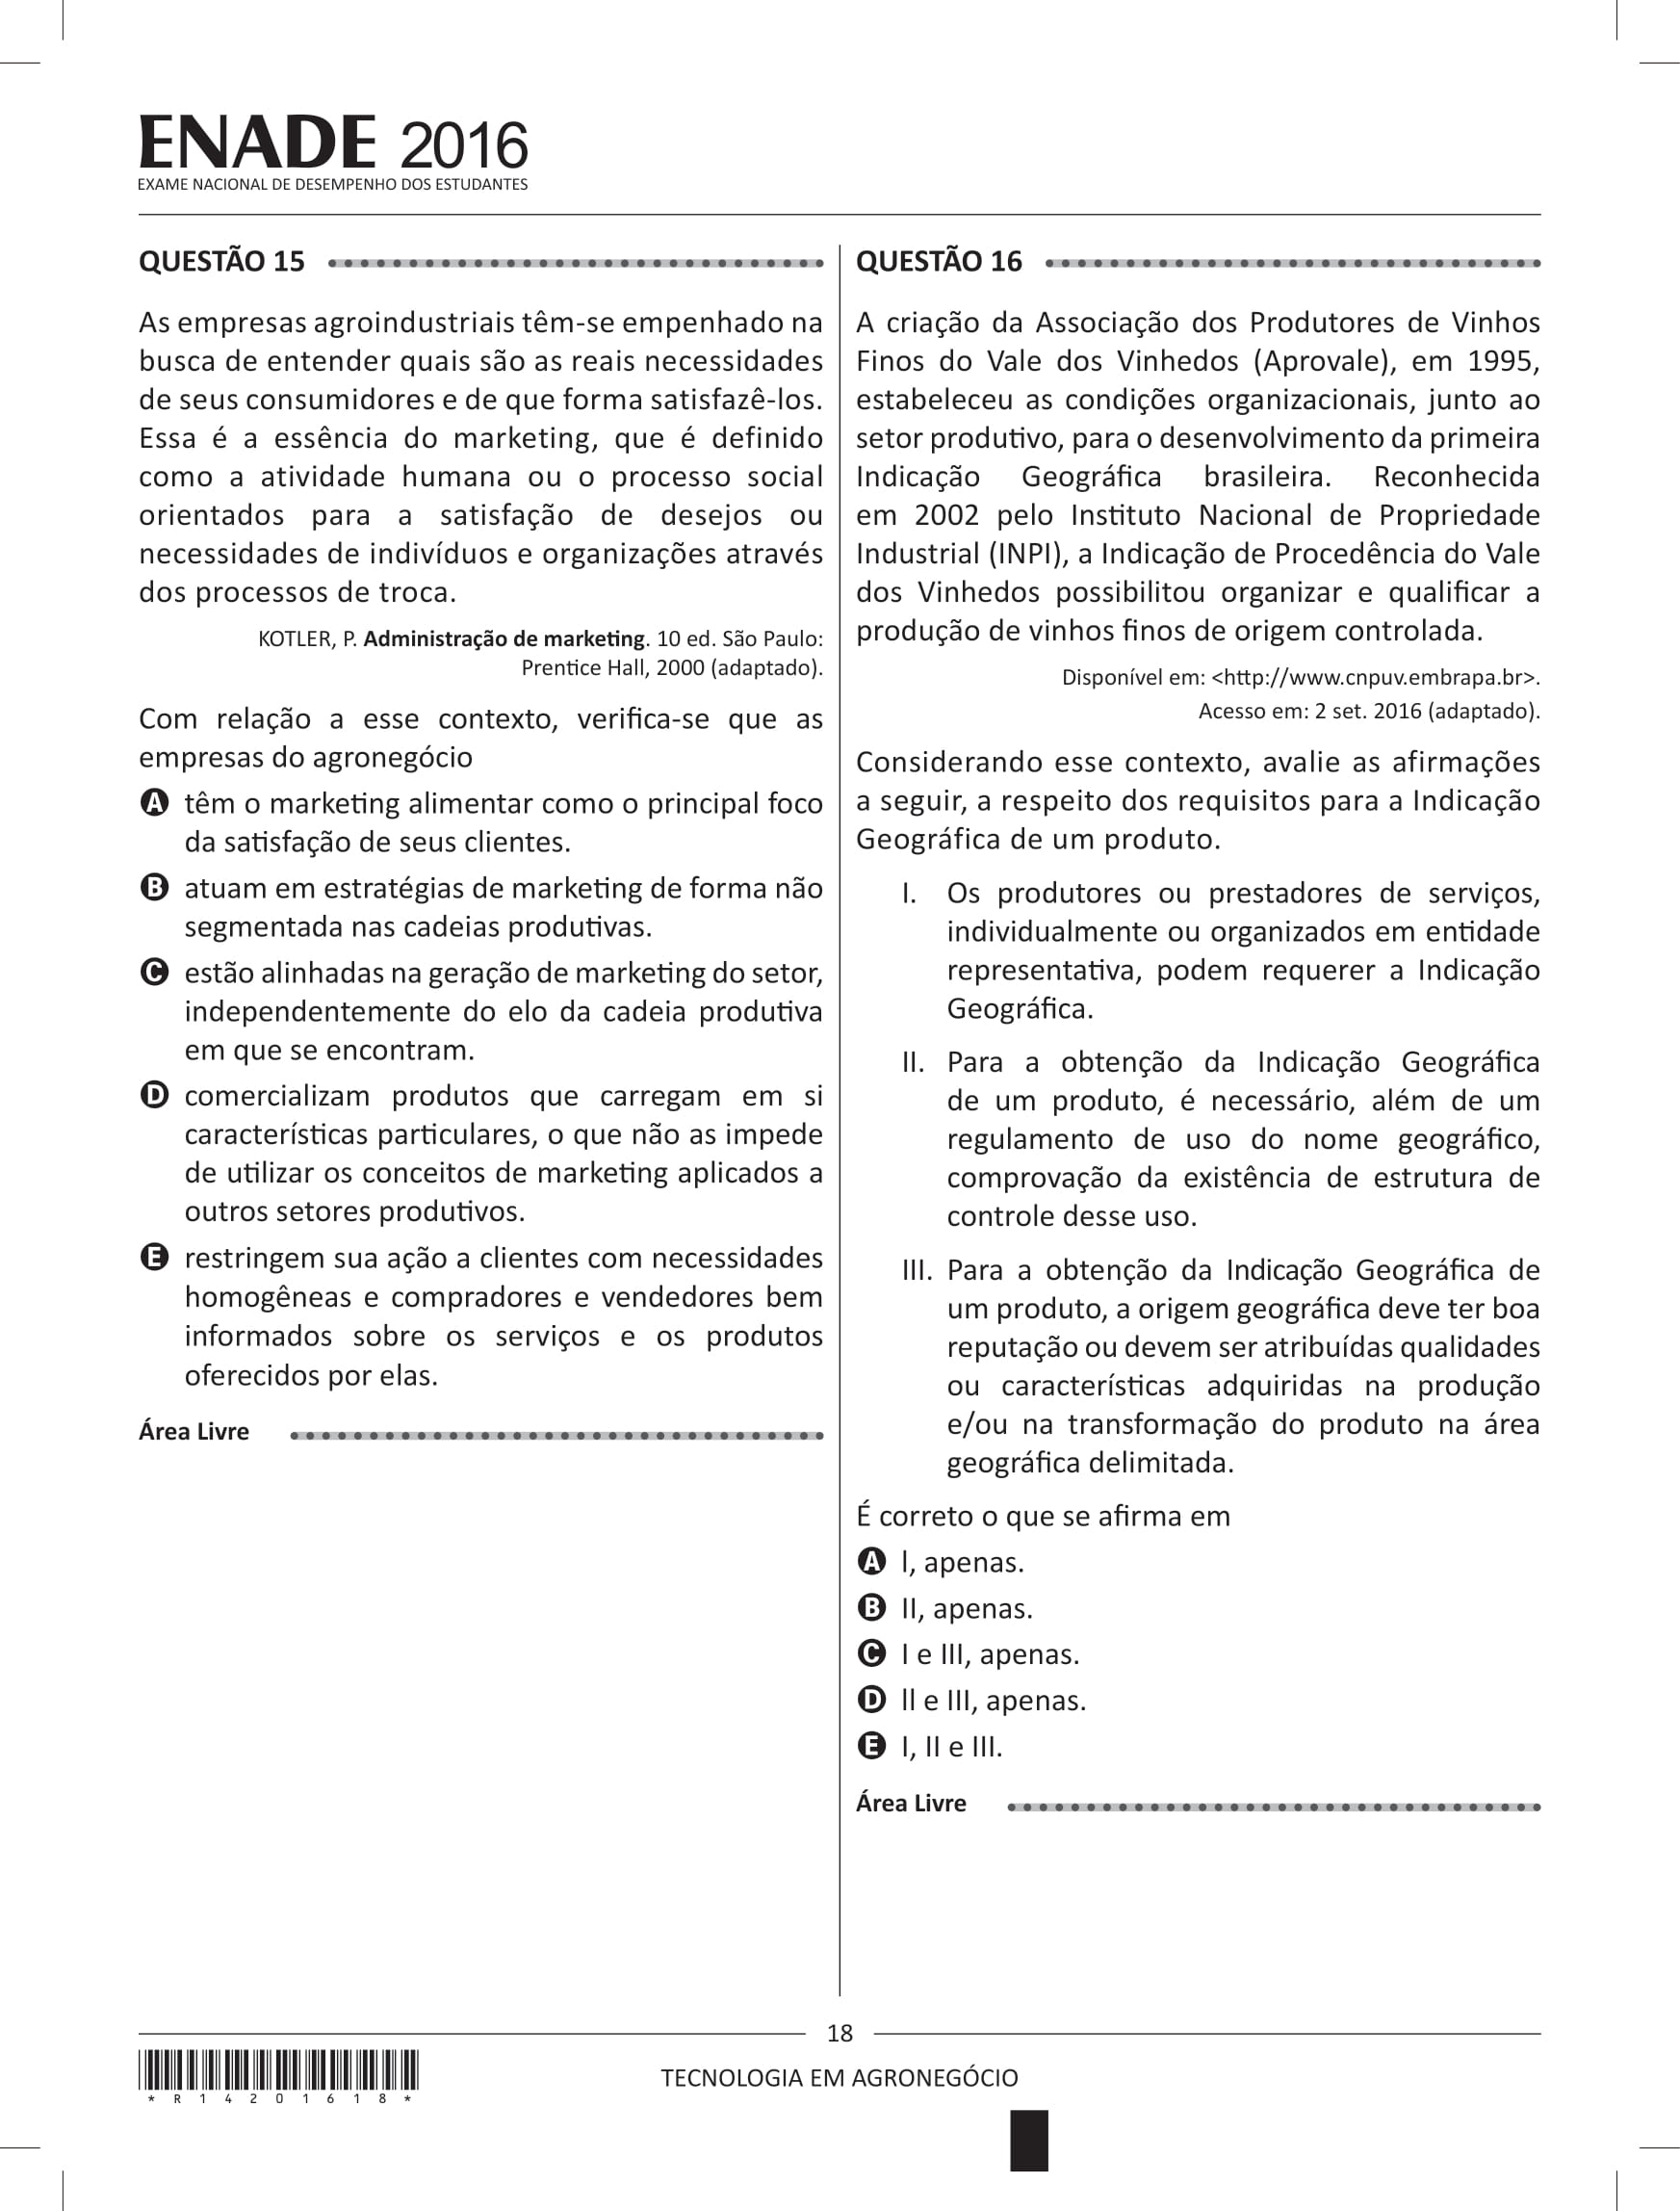 ENADE 2016
EXAME NACIONAL DE DESEMPENHO DOS ESTUDANTES
QUESTÃO 15
As empresas agroindustriais têm-se empenhado na
busca de entender quais são as reais necessidades
de seus consumidores e de que forma satisfazê-los.
Essa é a essência do marketing, que é definido
como a atividade humana ou o processo social
orientados para a satisfação de desejos ou
necessidades de indivíduos e organizações através
dos processos de troca.
KOTLER, P. Administração de marketing. 10 ed. São Paulo:
Prentice Hall, 2000 (adaptado).
Com relação a esse contexto, verifica-se que as
empresas do agronegócio
A têm o marketing alimentar como o principal foco
da satisfação de seus clientes.
B atuam em estratégias de marketing de forma não
segmentada nas cadeias produtivas.
C estão alinhadas na geração de marketing do setor,
independentemente do elo da cadeia produtiva
em que se encontram.
D comercializam produtos que carregam em si
características particulares, o que não as impede
de utilizar os conceitos de marketing aplicados a
outros setores produtivos.
E restringem sua ação a clientes com necessidades
homogêneas e compradores e vendedores bem
informados sobre os serviços e os produtos
oferecidos por elas.
Área Livre
QUESTÃO 16
A criação da Associação dos Produtores de Vinhos
Finos do Vale dos Vinhedos (Aprovale), em 1995,
estabeleceu as condições organizacionais, junto ao
setor produtivo, para o desenvolvimento da primeira
Indicação Geográfica brasileira. Reconhecida
em 2002 pelo Instituto Nacional de Propriedade
Industrial (INPI), a Indicação de Procedência do Vale
dos Vinhedos possibilitou organizar e qualificar a
produção de vinhos finos de origem controlada.
Disponível em: <http://www.cnpuv.embrapa.br>.
Acesso em: 2 set. 2016 (adaptado).
Considerando esse contexto, avalie as afirmações
a seguir, a respeito dos requisitos para a Indicação
Geográfica de um produto.
I. Os produtores ou prestadores de serviços,
individualmente ou organizados em entidade
representativa, podem requerer a Indicação
Geográfica.
II. Para a obtenção da Indicação Geográfica
de um produto, é necessário, além de um
regulamento de uso do nome geográfico,
comprovação da existência de estrutura de
controle desse uso.
III. Para a obtenção da Indicação Geográfica de
um produto, a origem geográfica deve ter boa
reputação ou devem ser atribuídas qualidades
ou características adquiridas na produção
e/ou na transformação do produto na área
geográfica delimitada.
É correto o que se afirma em
A I, apenas.
B II, apenas.
C I e III, apenas.
D II e III, apenas.
E I, II e III.
Área Livre
18
TECNOLOGIA EM AGRONEGÓCIO
* R 1 4 2 0 1 6 1 8 *